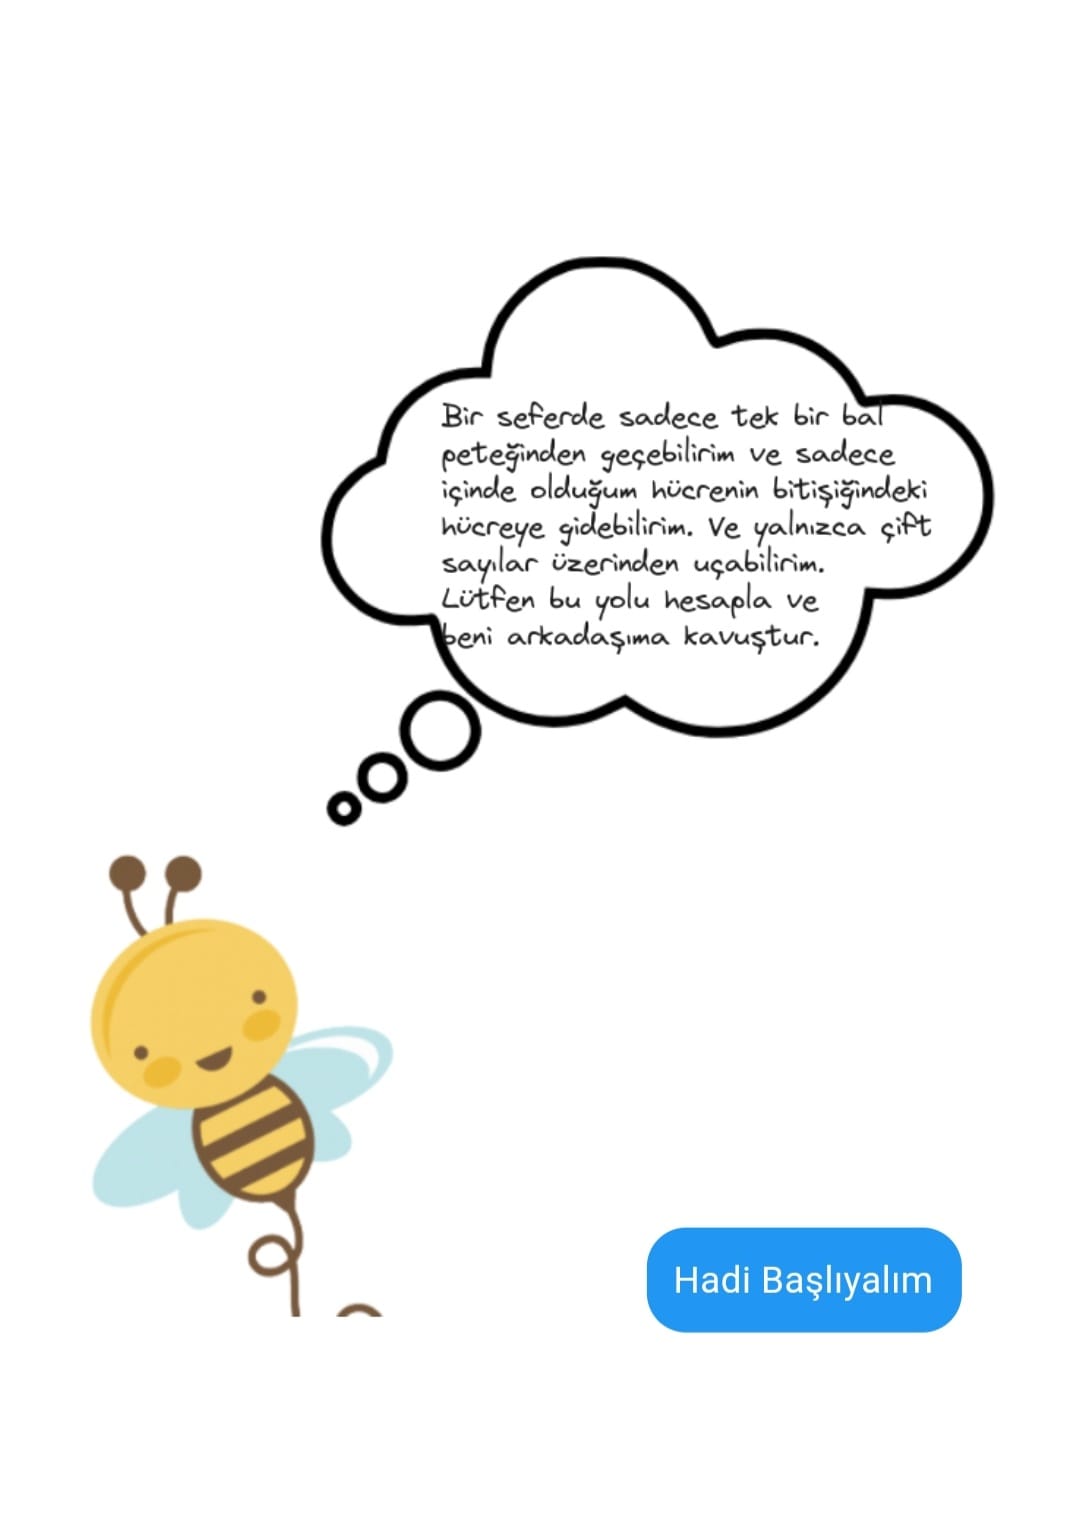 Bir seferde sadece tek bir bal
peteğinden geçebilirim ve sadece
içinde olduğum hücrenin bitişiğindeki
hücreye gidebilirim. Ve yalnızca çift
sayılar üzerinden uçabilirim.
Lütfen bu yolu hesapla ve
beni arkadaşıma kavuştur.
Hadi Başlıyalım